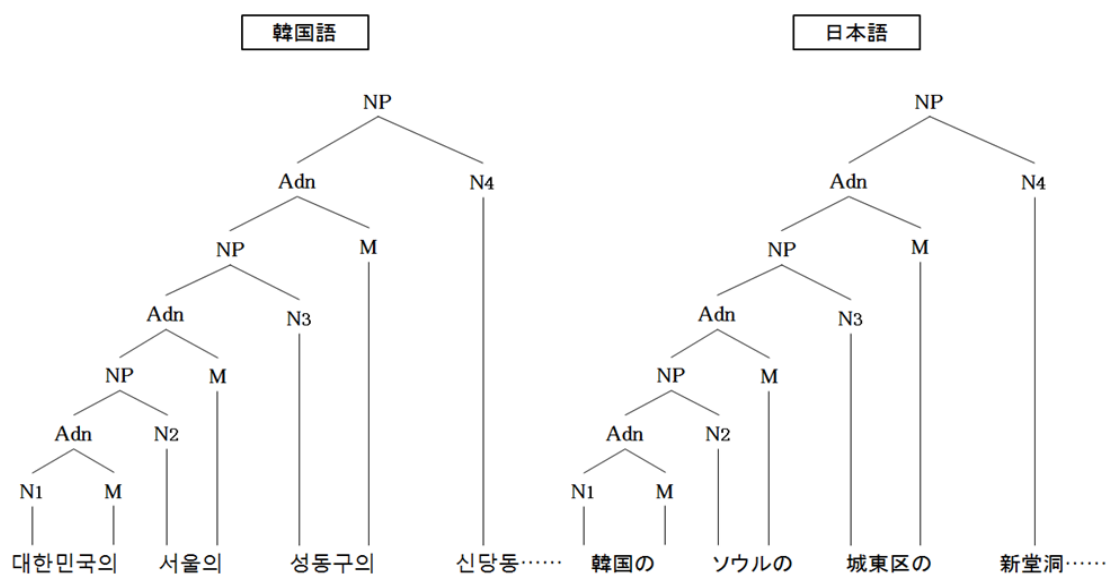 韓国語 日本語
NP NP
Adn N4 Adn N4
NP M NP M
Adn N3 Adn N3
NP M NP M
Adn N2 Adn N2
N1 M N1 M
대한민국의 서울의 성동구의 신당동…… 韓国の ソウルの 城東区の 新堂洞……